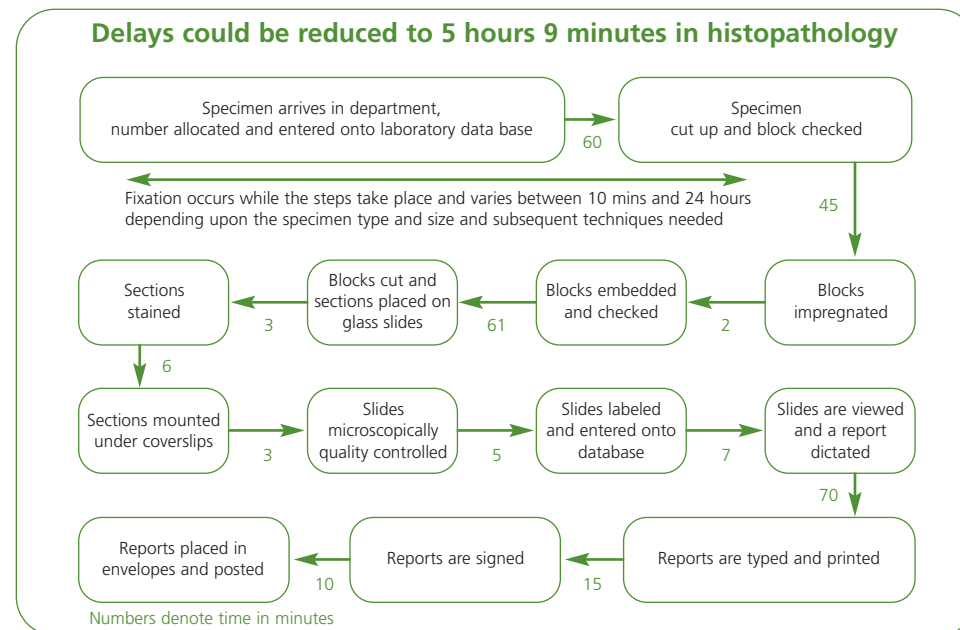 Delays could be reduced to 5 hours 9 minutes in histopathology
Specimen arrives in department,
number allocated and entered onto laboratory data base
60
Specimen
cut up and block checked
Fixation occurs while the steps take place and varies between 10 mins and 24 hours
depending upon the specimen type and size and subsequent techniques needed
45
Blocks
impregnated
2
Blocks embedded
and checked
61
Blocks cut and
sections placed on
glass slides
3
Sections
stained
6
Sections mounted
under coverslips
3
Slides
microscopically
quality controlled
5
Slides labeled
and entered onto
database
7
Slides are viewed
and a report
dictated
70
Reports are typed and printed
15
Reports are signed
10
Reports placed in
envelopes and posted
Numbers denote time in minutes